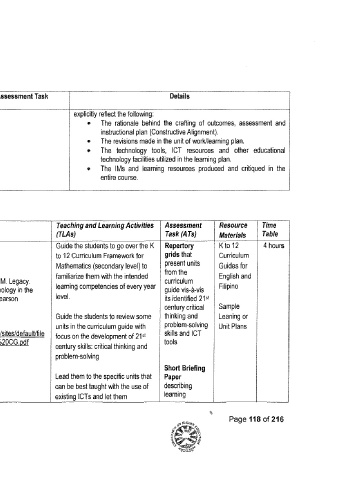 ssessment Task
Details
explicitly reflect the following:
• The rationale behind the crafting of outcomes, assessment and
instructional plan (Constructive Alignment).
• The revisions made in the unit of work/learning plan.
• The technology tools, ICT resources and other educational
technology facilities utilized in the learning plan.
• The IMs and learning resources produced and critiqued in the
entire course.
M. Legacy.
ology in the
earson
/sites/default/file
%20CG.pdf
Teaching and Learning Activities
(TLAs)
Guide the students to go over the K
to 12 Curriculum Framework for
Mathematics (secondary level) to
familiarize them with the intended
learning competencies of every year
level.
Guide the students to review some
units in the curriculum guide with
focus on the development of 21st
century skills: critical thinking and
problem-solving
Lead them to the specific units that
can be best taught with the use of
existing ICTs and let them
Assessment
Task (ATs)
Repertory
grids that
present units
from the
curriculum
guide vis-à-vis
its identified 21st
century critical
thinking and
problem-solving
skills and ICT
tools
Short Briefing
Paper
describing
learning
Resource
Materials
K to 12
Curriculum
Guides for
English and
Filipino
Sample
Leaning or
Unit Plans
Time
Table
4 hours
Page 118 of 216